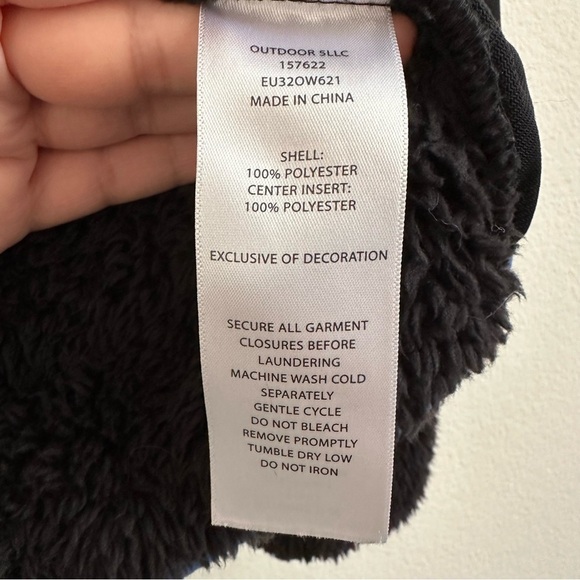 OUTDOOR SLLC
157622
EU32OW621
MADE IN CHINA
SHELL:
100% POLYESTER
CENTER INSERT:
100% POLYESTER
EXCLUSIVE OF DECORATION
SECURE ALL GARMENT
CLOSURES BEFORE
LAUNDERING
MACHINE WASH COLD
SEPARATELY
GENTLE CYCLE
DO NOT BLEACH
REMOVE PROMPTLY
TUMBLE DRY LOW
DO NOT IRON